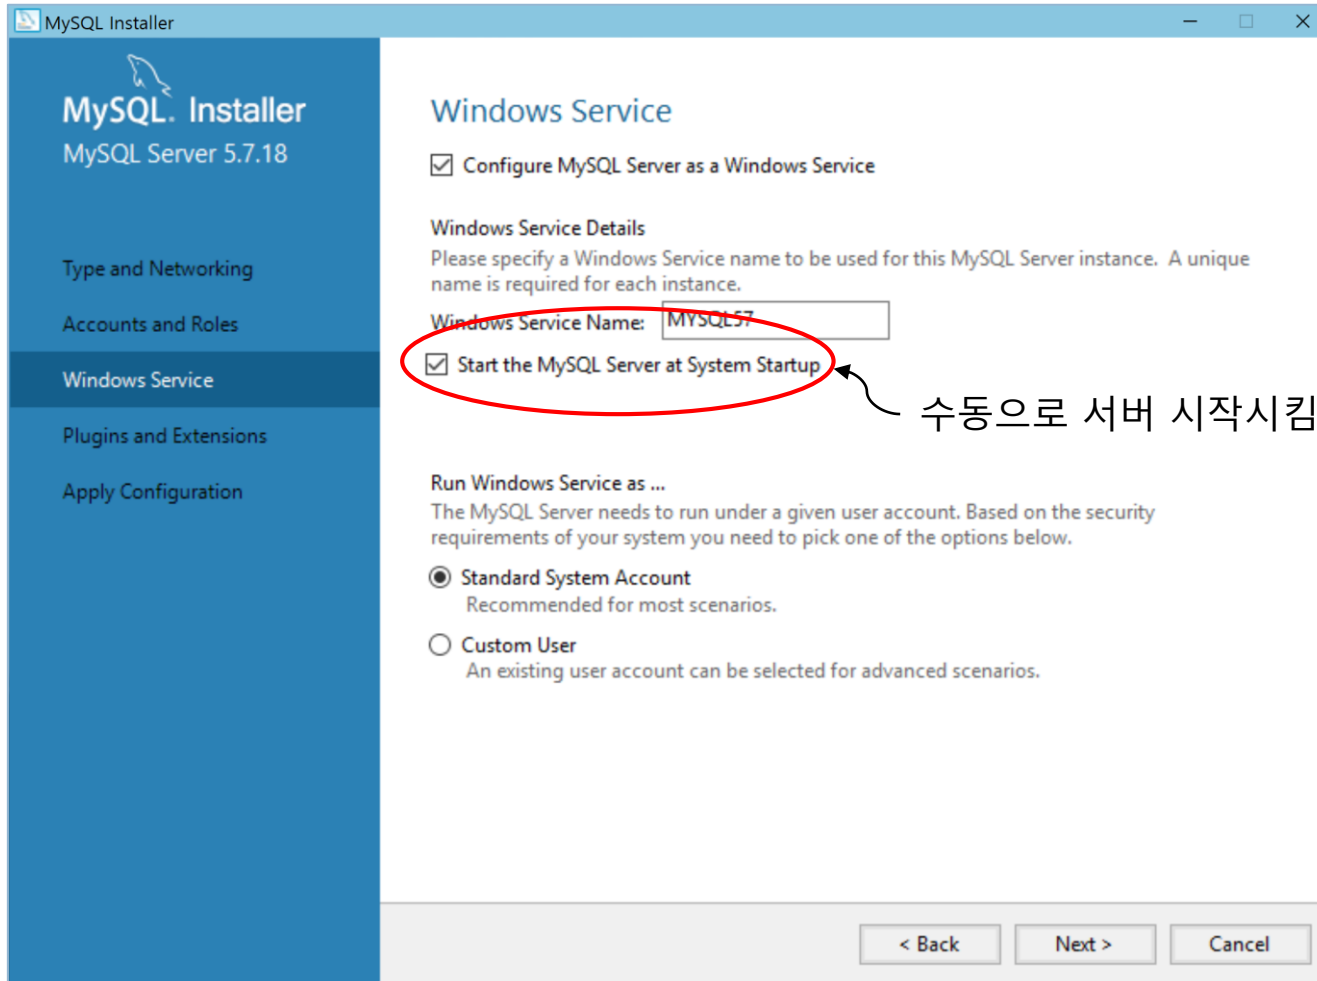 MySQL Installer
MySQL. Installer
MySQL Server 5.7.18
Type and Networking
Accounts and Roles
Windows Service
Plugins and Extensions
Apply Configuration
Windows Service
Configure MySQL Server as a Windows Service
Windows Service Details
Please specify a Windows Service name to be used for this MySQL Server instance. A unique
name is required for each instance.
Windows Service Name: MYSQL57
Start the MySQL Server at System Startup
수동으로 서버 시작시킴
Run Windows Service as ...
The MySQL Server needs to run under a given user account. Based on the security
requirements of your system you need to pick one of the options below.
Standard System Account
Recommended for most scenarios.
Custom User
An existing user account can be selected for advanced scenarios.
< Back Next > Cancel